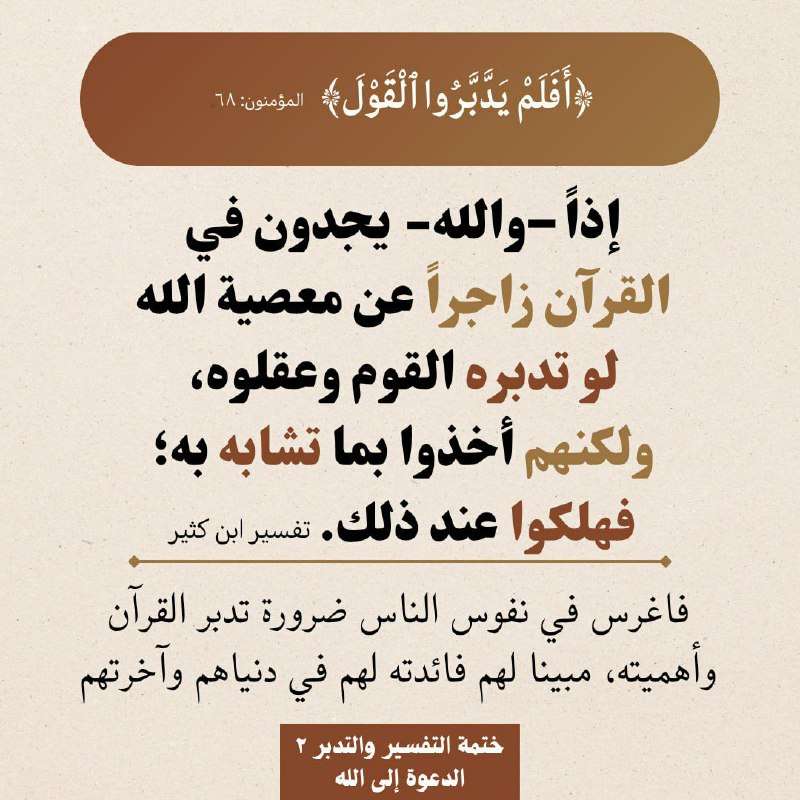 ﴿أَفَلَمْ يَدَّبَّرُوا ٱلْقَوْلَ﴾ المؤمنون: ٦٨
إذاً –والله- يجدون في
القرآن زاجراً عن معصية الله
لو تدبره القوم وعقلوه،
ولكنهم أخذوا بما تشابه به؛
فهلكوا عند ذلك. تفسير ابن كثير
فاغرس في نفوس الناس ضرورة تدبر القرآن
وأهميته، مبينا لهم فائدته لهم في دنياهم وآخرتهم
ختمة التفسير والتدبر ٢
الدعوة إلى الله